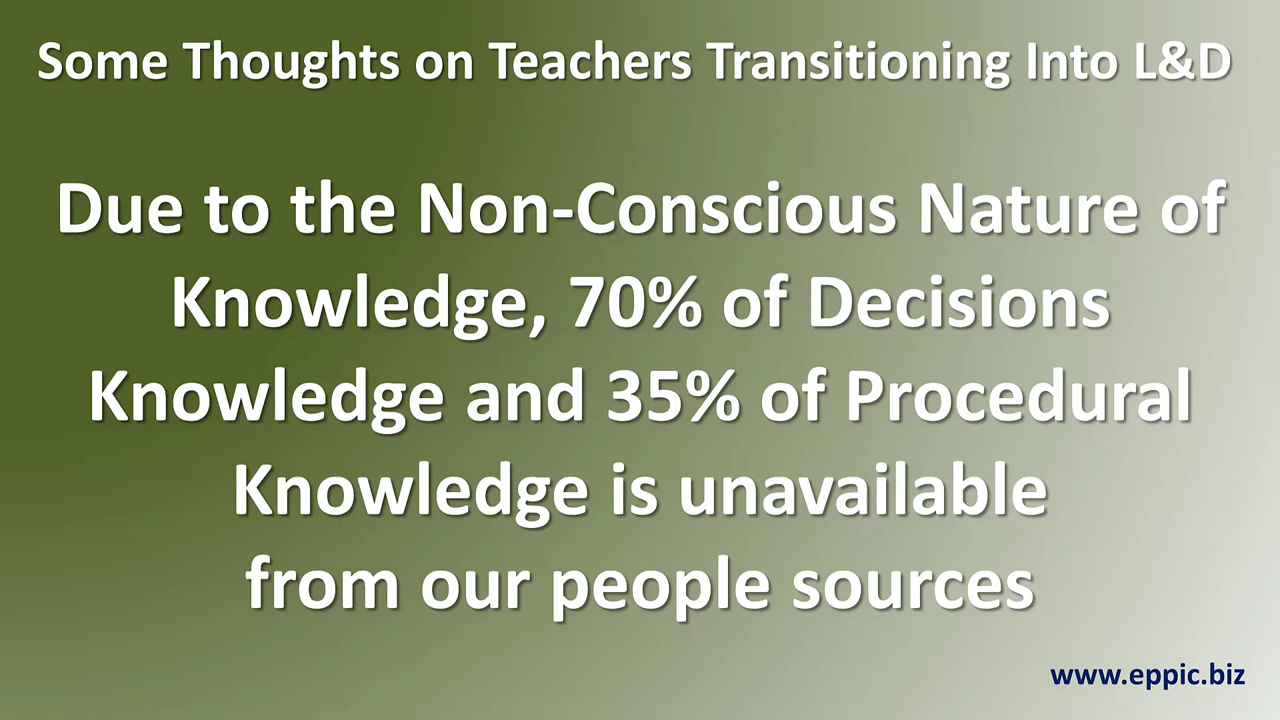 Some Thoughts on Teachers Transitioning Into L&D
Due to the Non-Conscious Nature of
Knowledge, 70% of Decisions
Knowledge and 35% of Procedural
Knowledge is unavailable
from our people sources
www.eppic.biz